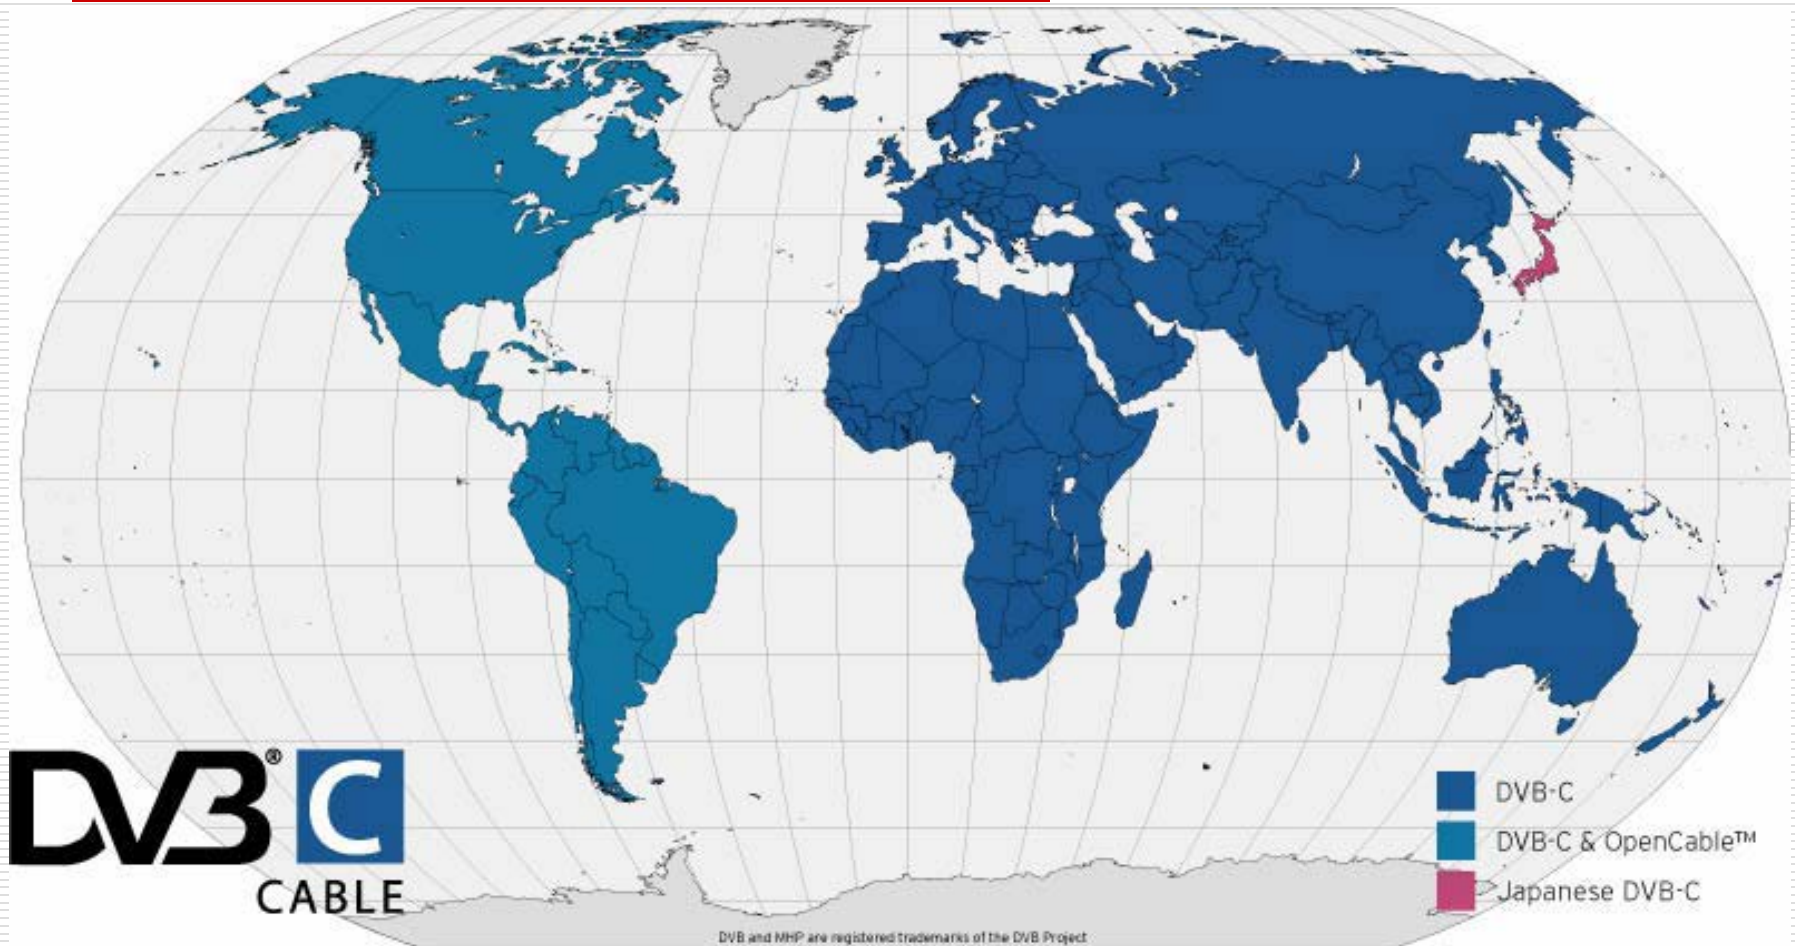 DVB® C
CABLE
DVB-C
DVB-C & OpenCable™
Japanese DVB-C
DVB and MHP are registered trademarks of the DVB Project